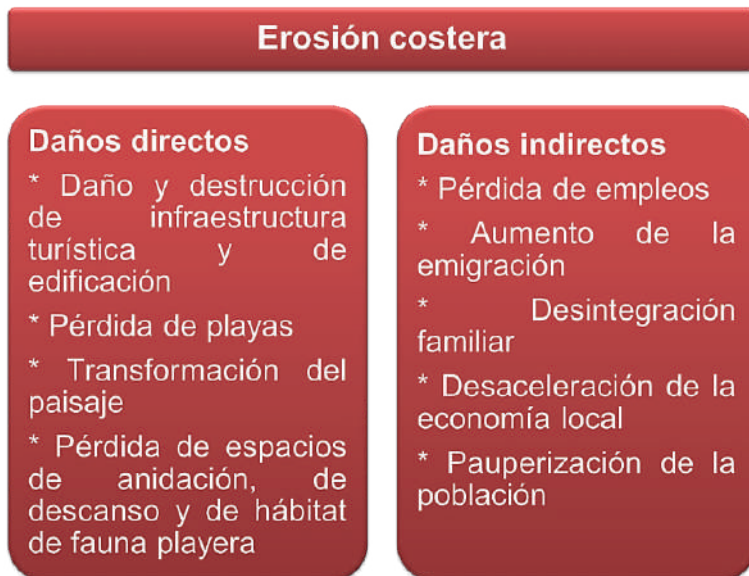 Erosión costera
Daños directos
* Daño y destrucción
de infraestructura
turística y de
edificación
* Pérdida de playas
* Transformación del
paisaje
* Pérdida de espacios
de anidación, de
descanso y de hábitat
de fauna playera
Daños indirectos
* Pérdida de empleos
* Aumento de la
emigración
* Desintegración
familiar
* Desaceleración de la
economía local
* Pauperización de la
población